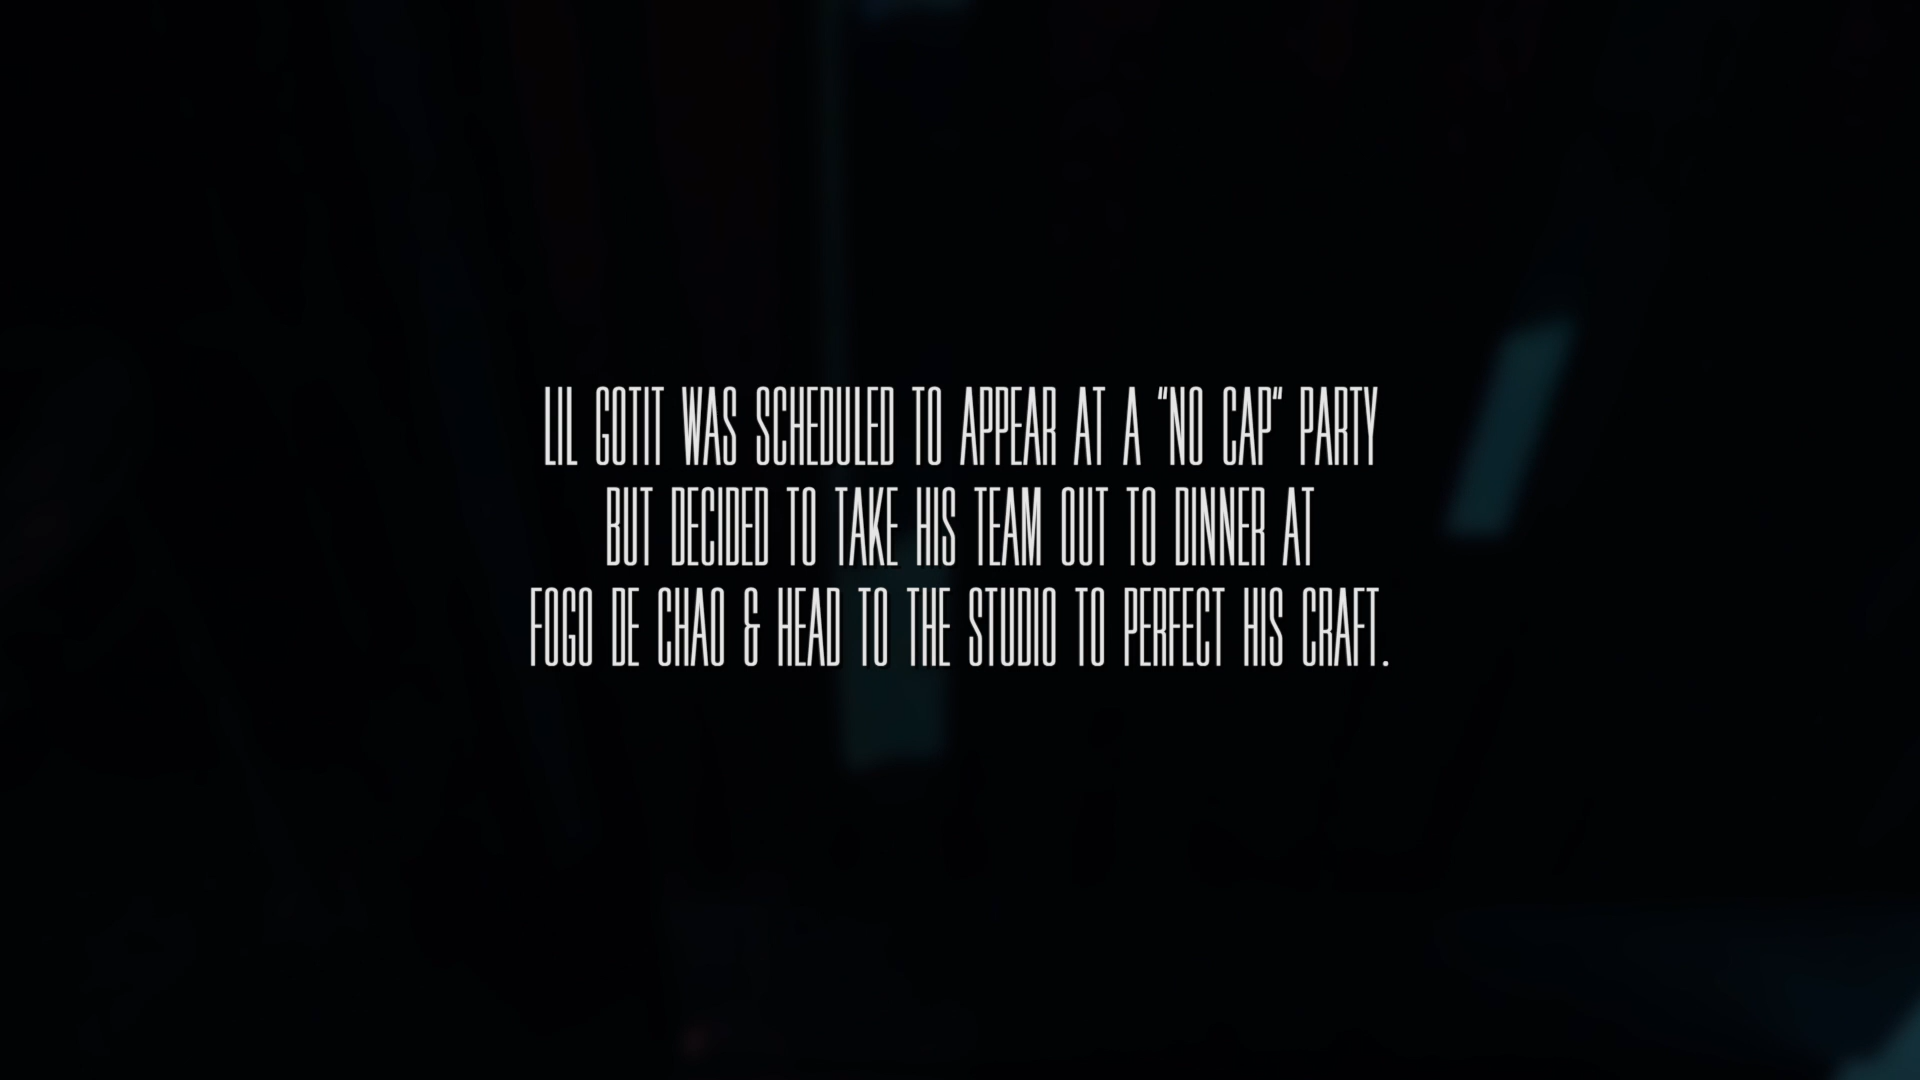 LIL GOTIT WAS SCHEDULED TO APPEAR AT A "NO CAP" PARTY
BUT DECIDED TO TAKE HIS TEAM OUT TO DINNER AT
FOGO DE CHAO & HEAD TO THE STUDIO TO PERFECT HIS CRAFT.